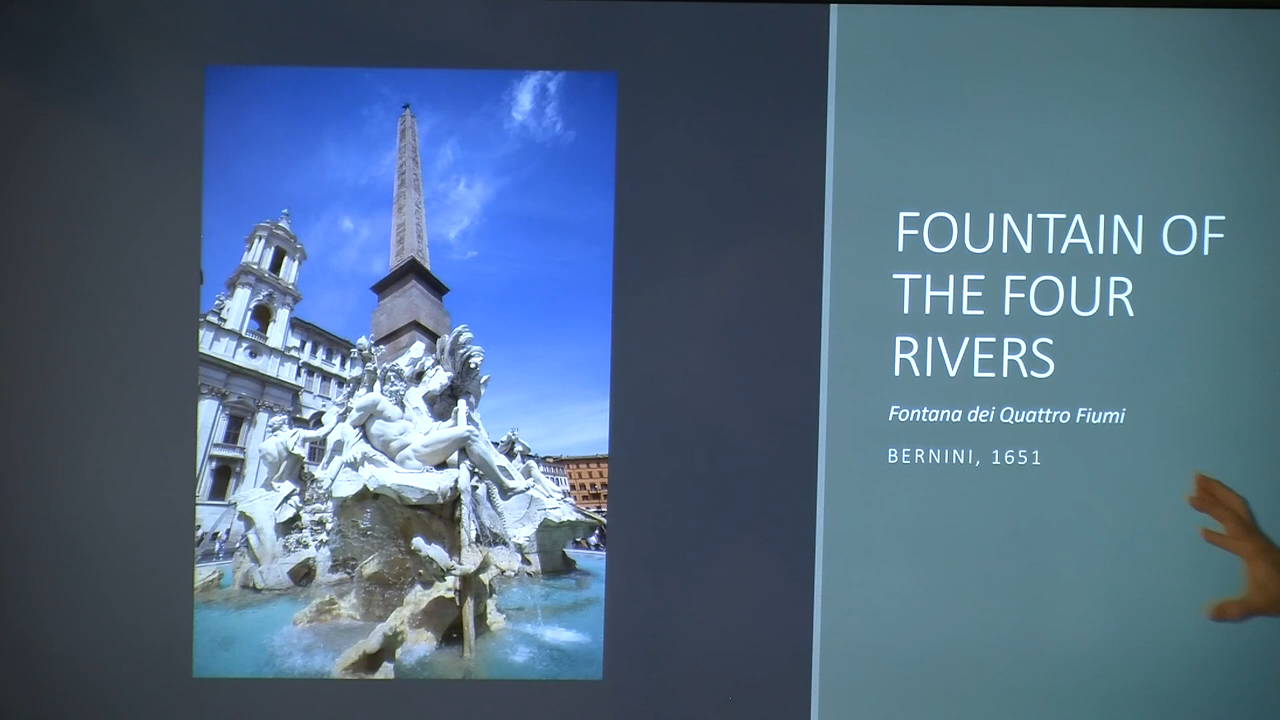 FOUNTAIN OF
THE FOUR
RIVERS
Fontana dei Quattro Fiumi
BERNINI, 1651